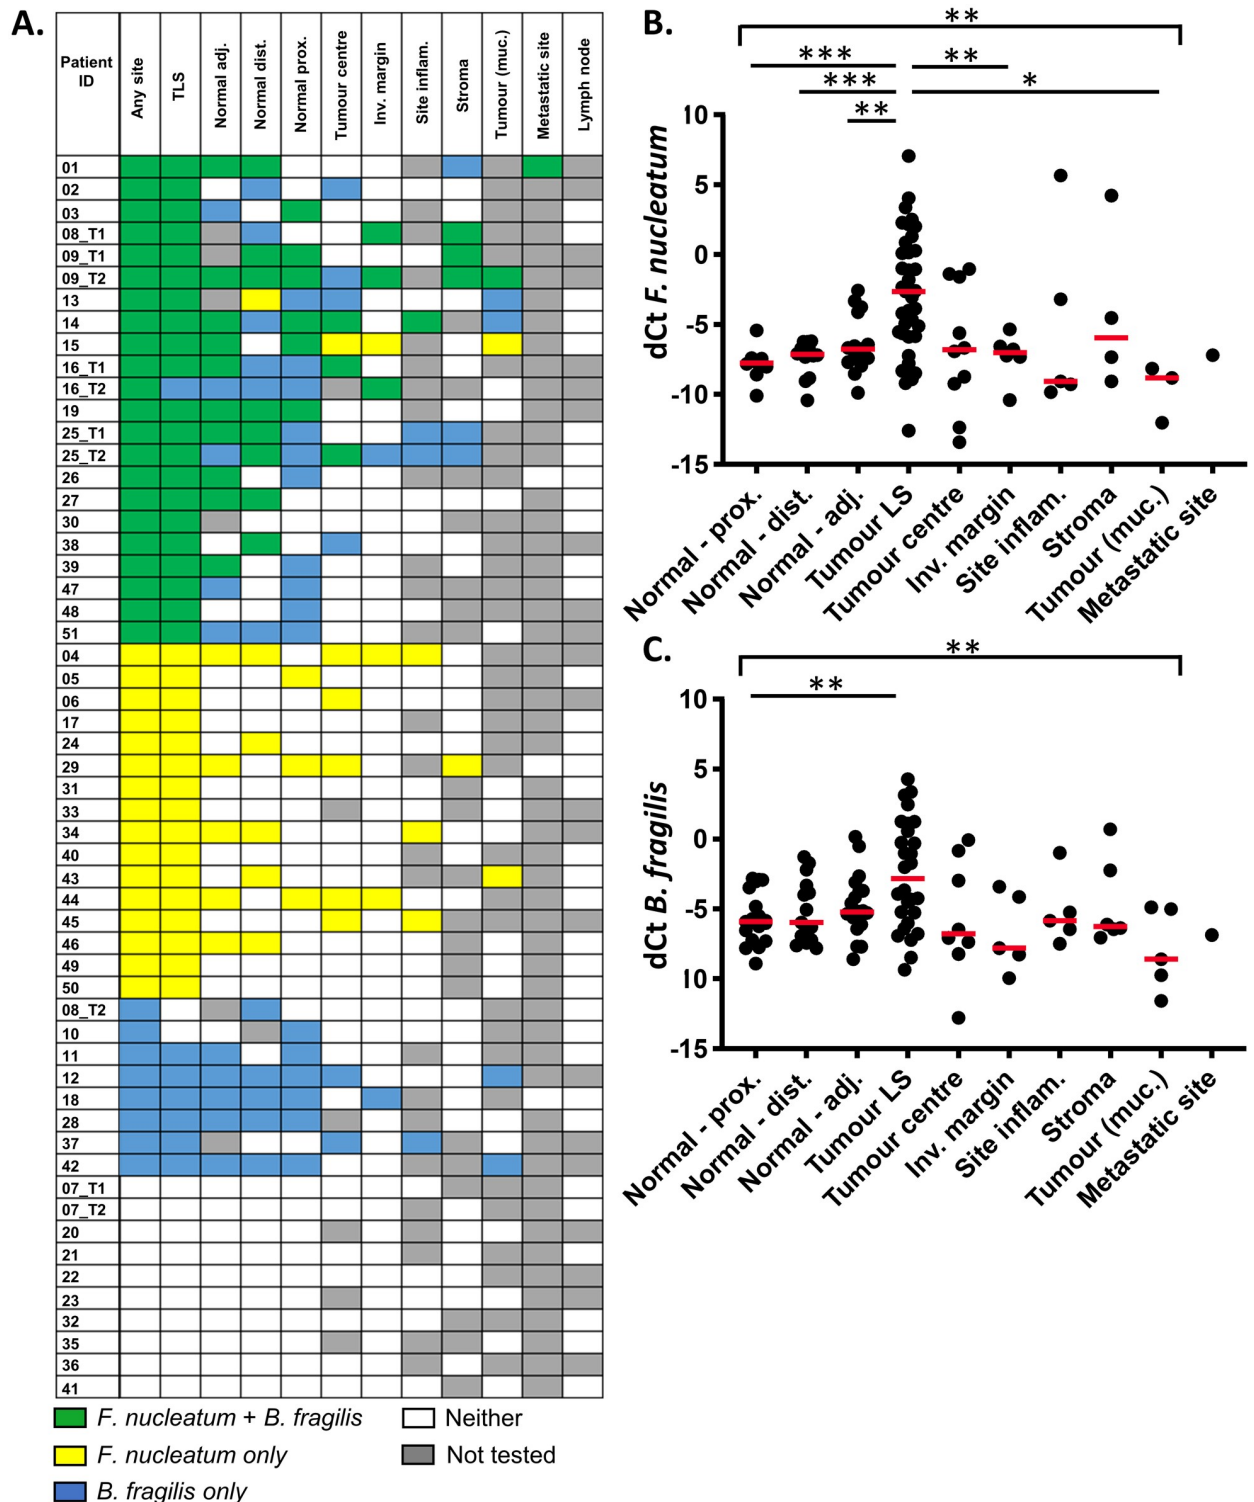 A.
Patient ID
Any site
TLS
Normal adj.
Normal dist.
Normal prox.
Tumour centre
Inv. margin
Site inflam.
Stroma
Tumour (muc.)
Metastatic site
Lymph node
01
02
03
08_T1
09_T1
09_T2
13
14
15
16_T1
16_T2
19
25_T1
25_T2
26
27
30
38
39
47
48
51
04
05
06
17
24
29
31
33
34
40
43
44
45
46
49
50
08_T2
10
11
12
18
28
37
42
07_T1
07_T2
20
21
22
23
32
35
36
41
F. nucleatum + B. fragilis
Neither
F. nucleatum only
Not tested
B. fragilis only
B.
**
***
**
***
*
**
dCt F. nucleatum
10
5
0
-5
-10
-15
Normal - prox.
Normal - dist.
Normal - adj.
Tumour LS
Tumour centre
Inv. margin
Site inflam.
Stroma
Tumour (muc.)
Metastatic site
C.
**
**
dCt B. fragilis
10
5
0
-5
10
-15
Normal - prox.
Normal - dist.
Normal - adj.
Tumour LS
Tumour centre
Inv. margin
Site inflam.
Stroma
Tumour (muc.)
Metastatic site